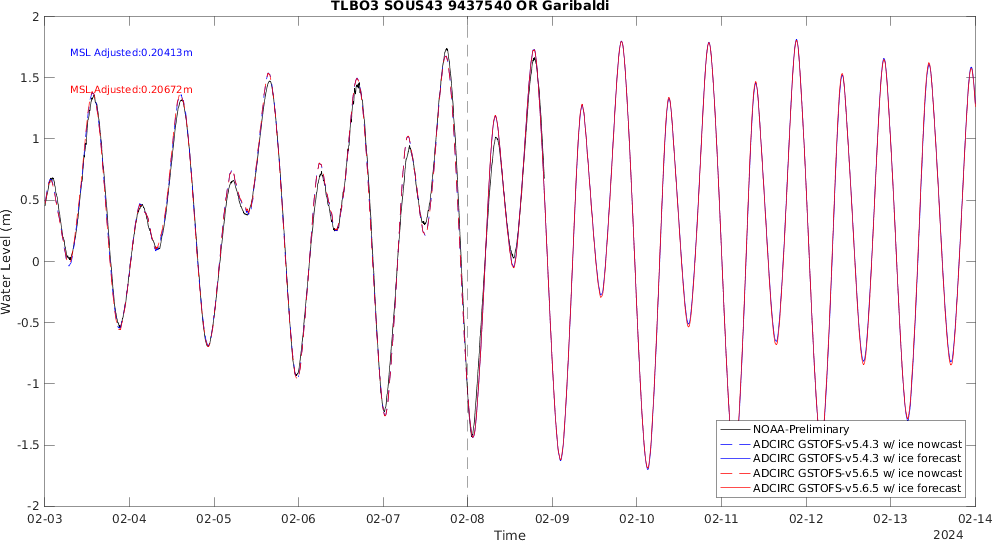 TLBO3 SOUS43 9437540 OR Garibaldi
2
1.5
1
0.5
0
-0.5
-1
-1.5
-2
Water Level (m)
MSL Adjusted:0.20413m
MSL Adjusted:0.20672m
NOAA-Preliminary
ADCIRC GSTOFS-v5.4.3 w/ ice nowcast
ADCIRC GSTOFS-v5.4.3 w/ ice forecast
ADCIRC GSTOFS-v5.6.5 w/ ice nowcast
ADCIRC GSTOFS-v5.6.5 w/ ice forecast
02-03 02-04 02-05 02-06 02-07 02-08 02-09 02-10 02-11 02-12 02-13 02-14
Time
2024